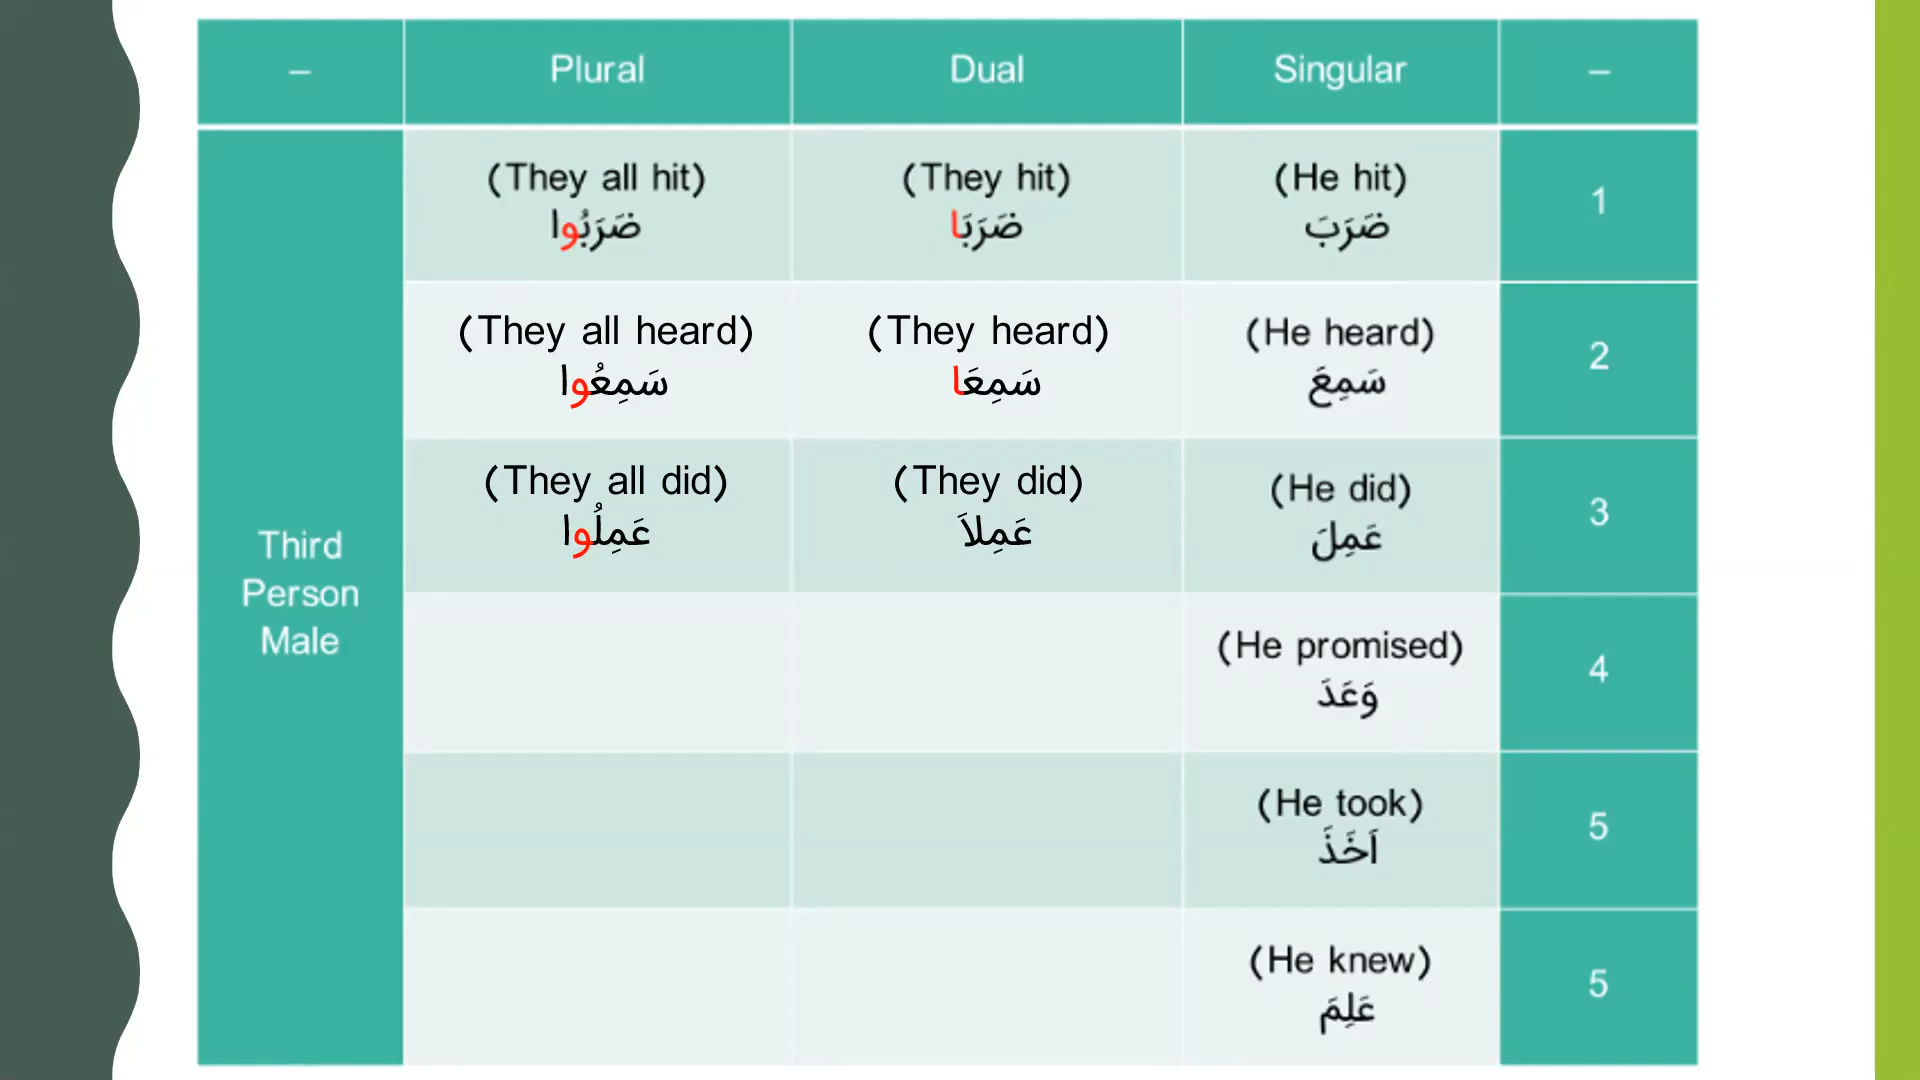 – Plural Dual Singular –
(They all hit) (They hit) (He hit) 1
ضَرَبُوا ضَرَبَا ضَرَبَ
(They all heard) (They heard) (He heard) 2
سَمِعُوا سَمِعَا سَمِعَ
(They all did) (They did) (He did) 3
عَمِلُوا عَمِلاَ عَمِلَ
Third
Person
Male
(He promised) 4
وَعَدَ
(He took) 5
اَخَذَ
(He knew) 5
عَلِمَ